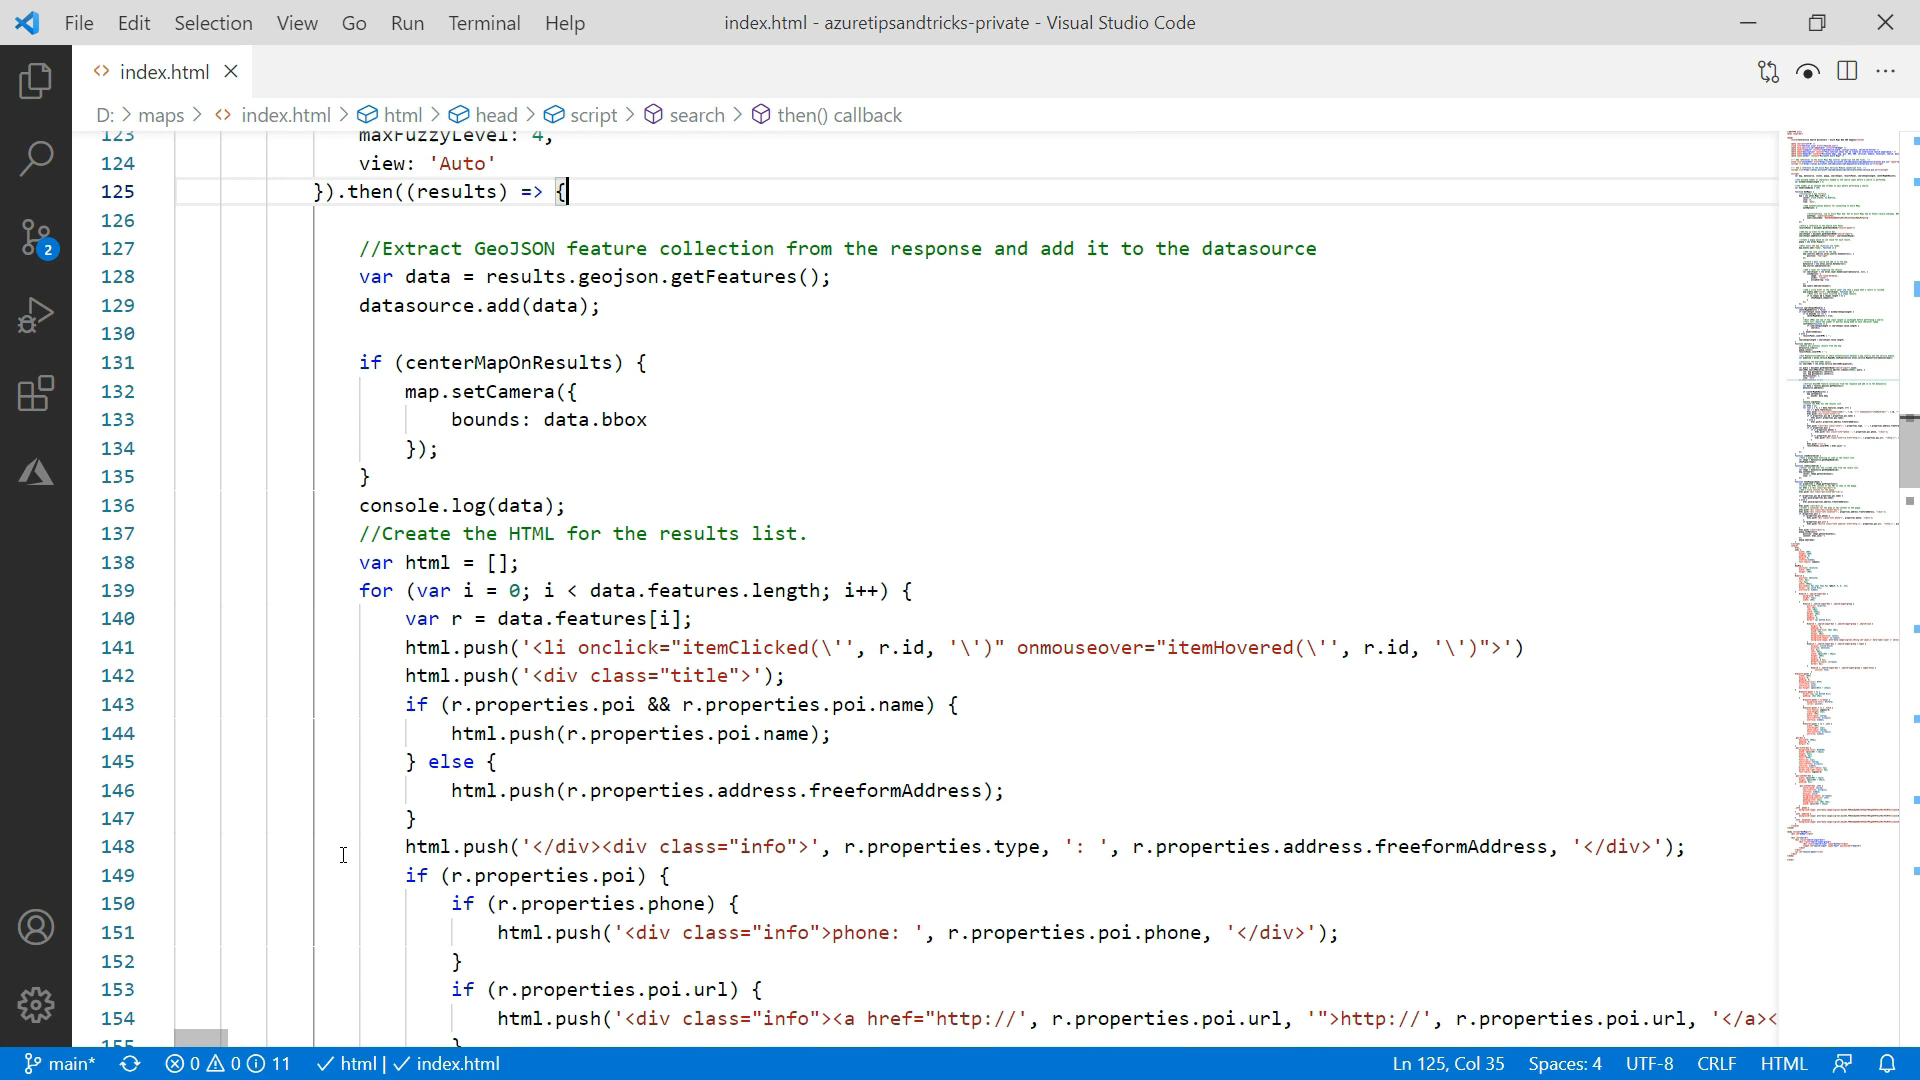 File Edit Selection View Go Run Terminal Help
index.html - azuretipsandtricks-private - Visual Studio Code
index.html
D: > maps > index.html > html > head > script > search > then() callback
123 maxFuzzyLevel: 4,
124 view: 'Auto'
125 }).then((results) => {
126
127 //Extract GeoJSON feature collection from the response and add it to the datasource
128 var data = results.geojson.getFeatures();
129 datasource.add(data);
130
131 if (centerMapOnResults) {
132 map.setCamera({
133 bounds: data.bbox
134 });
135 }
136 console.log(data);
137 //Create the HTML for the results list.
138 var html = [];
139 for (var i = 0; i < data.features.length; i++) {
140 var r = data.features[i];
141 html.push('<li onclick="itemClicked(\'', r.id, '\')" onmouseover="itemHovered(\'', r.id, '\')">')
142 html.push('<div class="title">');
143 if (r.properties.poi && r.properties.poi.name) {
144 html.push(r.properties.poi.name);
145 } else {
146 html.push(r.properties.address.freeformAddress);
147 }
148 html.push('</div><div class="info">', r.properties.type, ': ', r.properties.address.freeformAddress, '</div>');
149 if (r.properties.poi) {
150 if (r.properties.phone) {
151 html.push('<div class="info">phone: ', r.properties.poi.phone, '</div>');
152 }
153 if (r.properties.poi.url) {
154 html.push('<div class="info"><a href="http://', r.properties.poi.url, '">http://', r.properties.poi.url, '</a><
155 }
2
main* 0 0 11 html | index.html Ln 125, Col 35 Spaces: 4 UTF-8 CRLF HTML